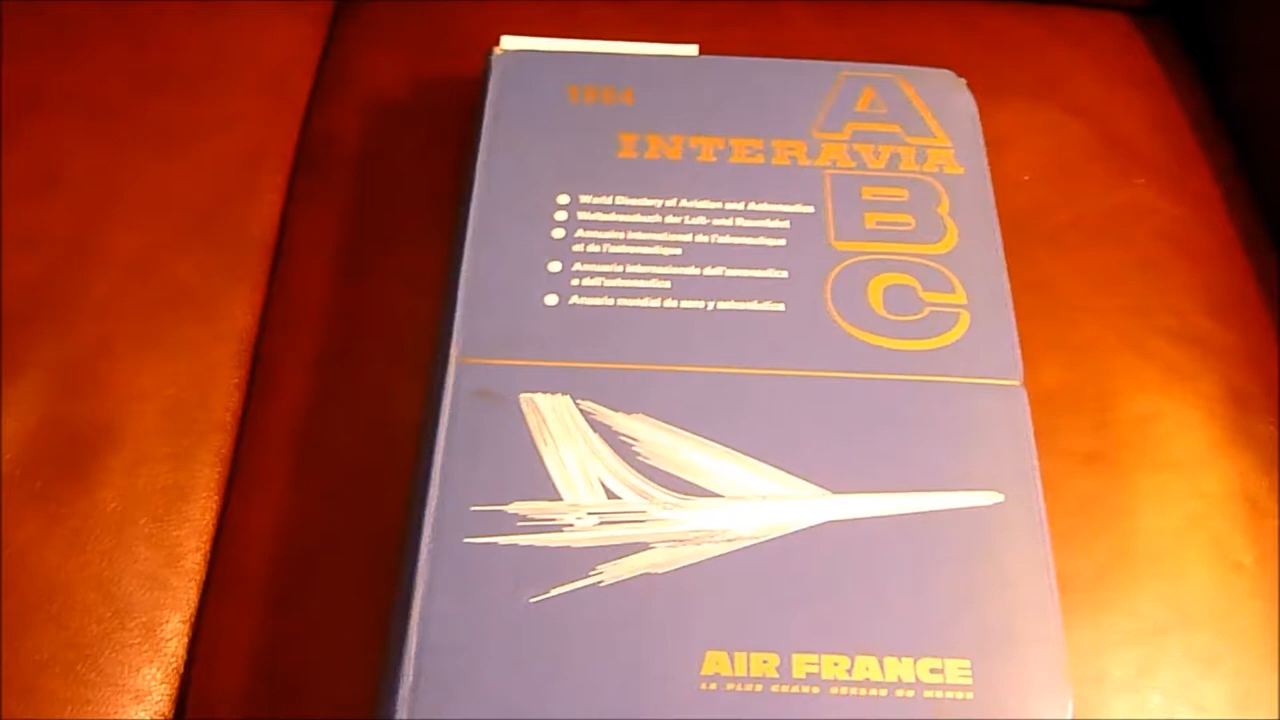 1964
INTERAVIA
A
B
C
World Directory of Aviation and Astronautics
Weltadressbuch der Luft- und Raumfahrt
Annuaire international de l'aéronautique
et de l'astronautique
Annuario internazionale dell'aeronautica
e dell'astronautica
Anuario mundial de aero y astronáutica
AIR FRANCE
LE PLUS GRAND RESEAU DU MONDE